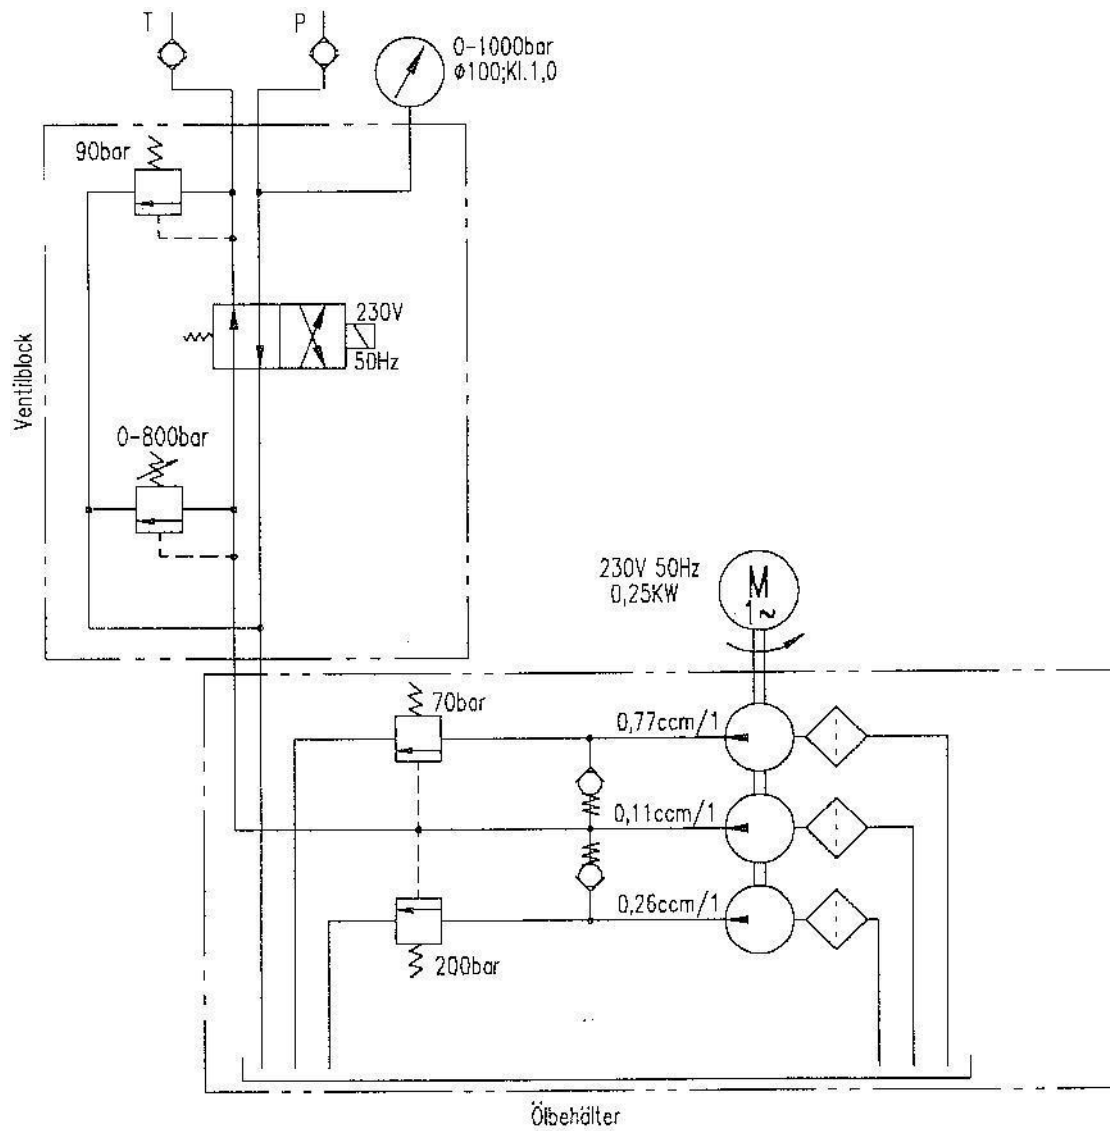 T
P
0-1000bar
ϕ100;Kl.1,0
90bar
230V
50Hz
Ventilblock
0-800bar
230V 50Hz
0,25KW
M
1~
70bar
0,77ccm/1
0,11ccm/1
0,26ccm/1
200bar
Ölbehälter